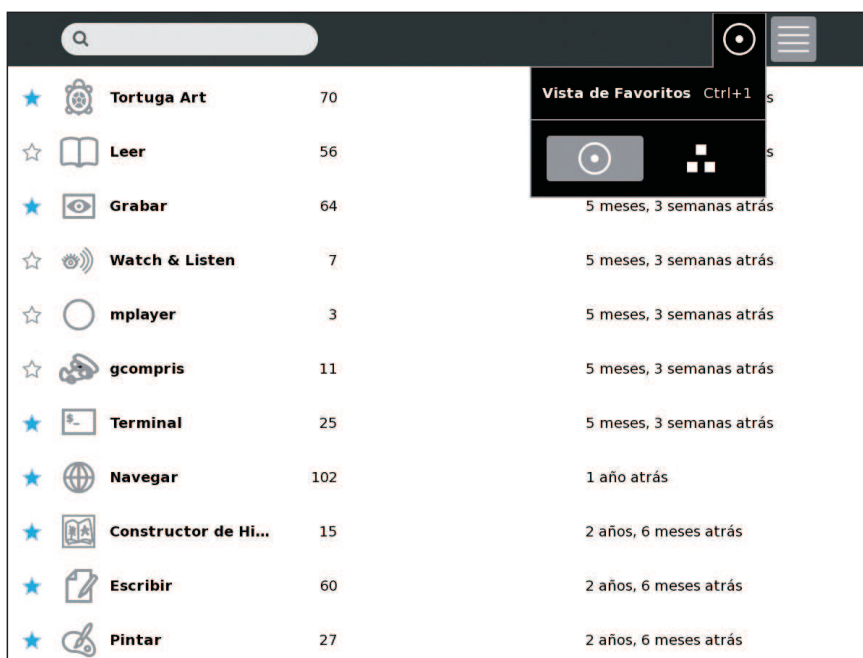 Vista de Favoritos Ctrl+1
Tortuga Art 70 s
Leer 56 s
Grabar 64 5 meses, 3 semanas atrás
Watch & Listen 7 5 meses, 3 semanas atrás
mplayer 3 5 meses, 3 semanas atrás
gcompris 11 5 meses, 3 semanas atrás
$_ Terminal 25 5 meses, 3 semanas atrás
Navegar 102 1 año atrás
Constructor de Hi... 15 2 años, 6 meses atrás
Escribir 60 2 años, 6 meses atrás
Pintar 27 2 años, 6 meses atrás